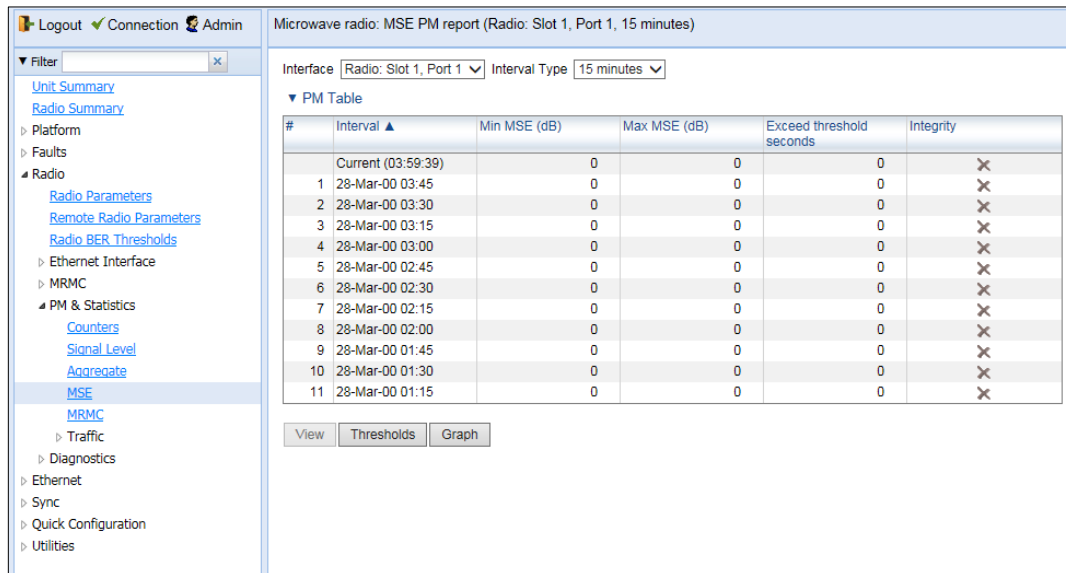 Logout Connection Admin
Microwave radio: MSE PM report (Radio: Slot 1, Port 1, 15 minutes)
Filter
Unit Summary
Radio Summary
Platform
Faults
Radio
Radio Parameters
Remote Radio Parameters
Radio BER Thresholds
Ethernet Interface
MRMC
PM & Statistics
Counters
Signal Level
Aggregate
MSE
MRMC
Traffic
Diagnostics
Ethernet
Sync
Quick Configuration
Utilities
Interface Radio: Slot 1, Port 1 Interval Type 15 minutes
▼ PM Table
# Interval ▲ Min MSE (dB) Max MSE (dB) Exceed threshold seconds Integrity
Current (03:59:39) 0 0 0
1 28-Mar-00 03:45 0 0 0
2 28-Mar-00 03:30 0 0 0
3 28-Mar-00 03:15 0 0 0
4 28-Mar-00 03:00 0 0 0
5 28-Mar-00 02:45 0 0 0
6 28-Mar-00 02:30 0 0 0
7 28-Mar-00 02:15 0 0 0
8 28-Mar-00 02:00 0 0 0
9 28-Mar-00 01:45 0 0 0
10 28-Mar-00 01:30 0 0 0
11 28-Mar-00 01:15 0 0 0
View Thresholds Graph